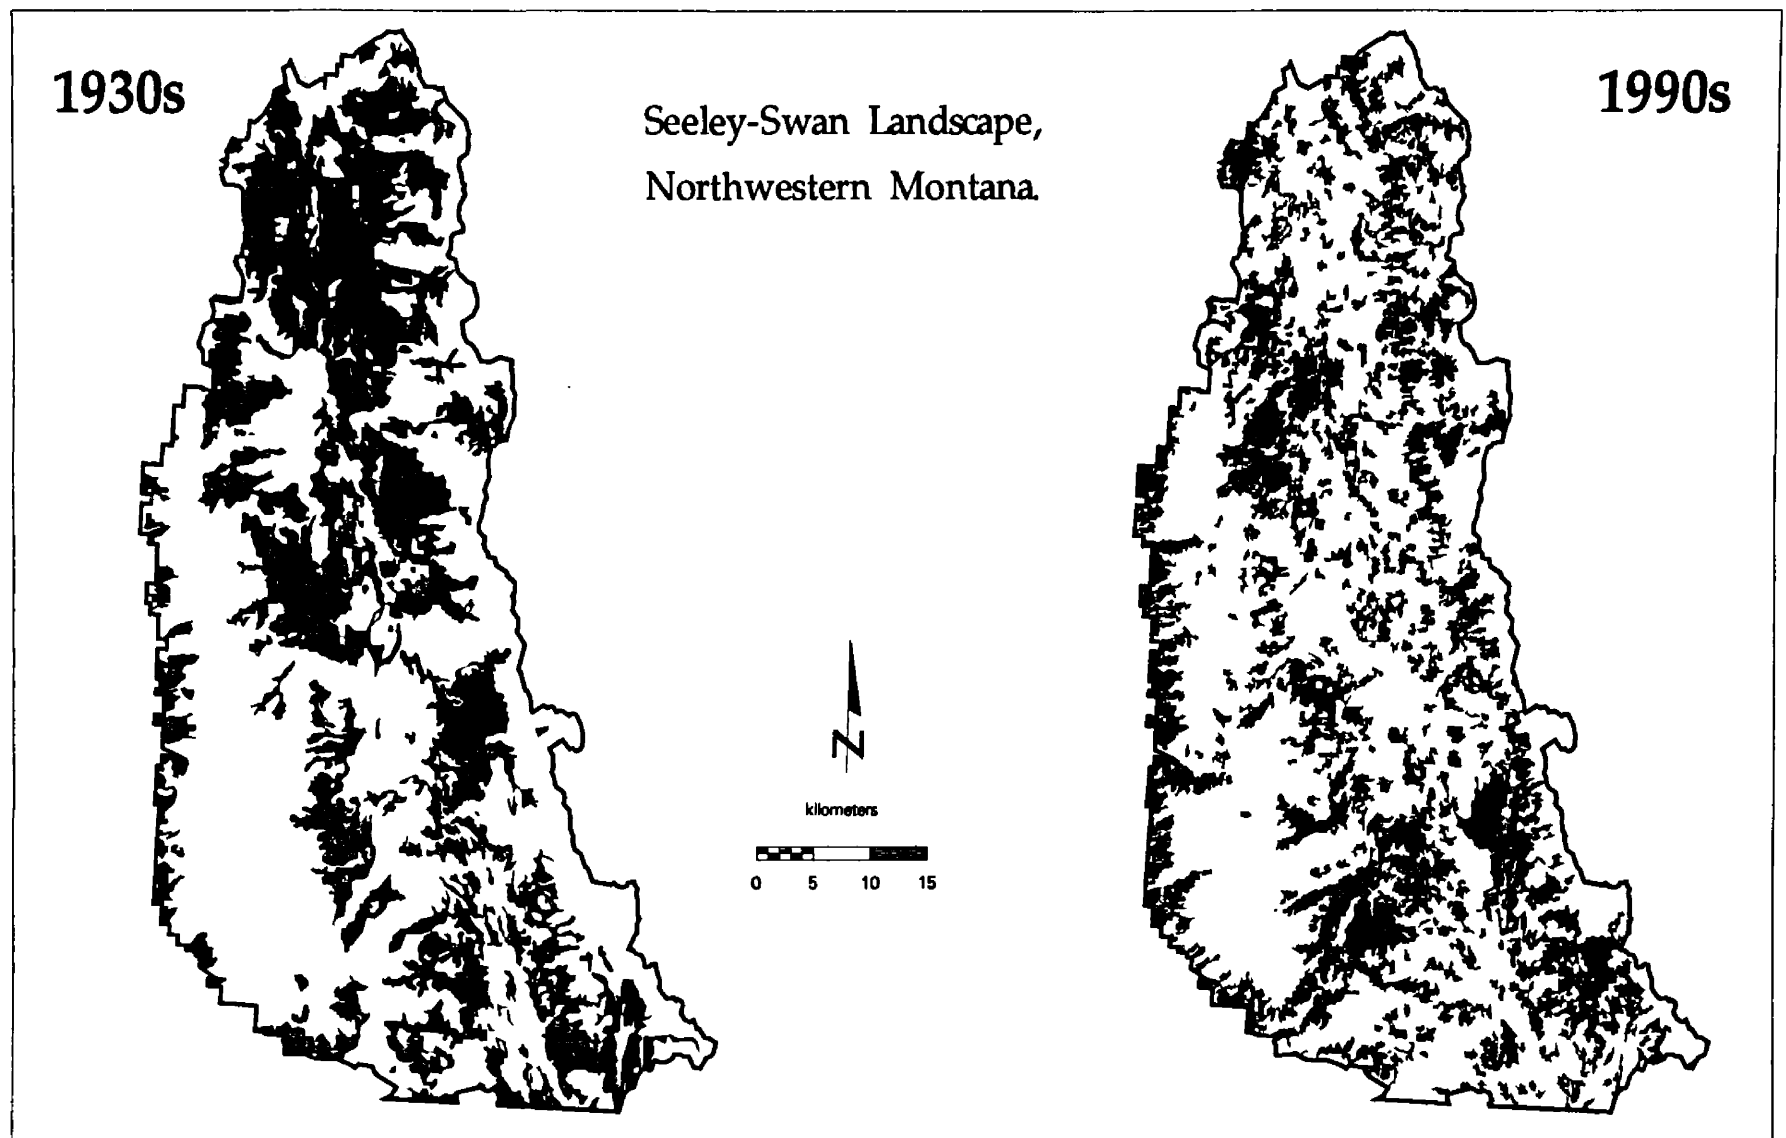 1930s
1990s
Seeley-Swan Landscape,
Northwestern Montana.
N
kilometers
0 5 10 15